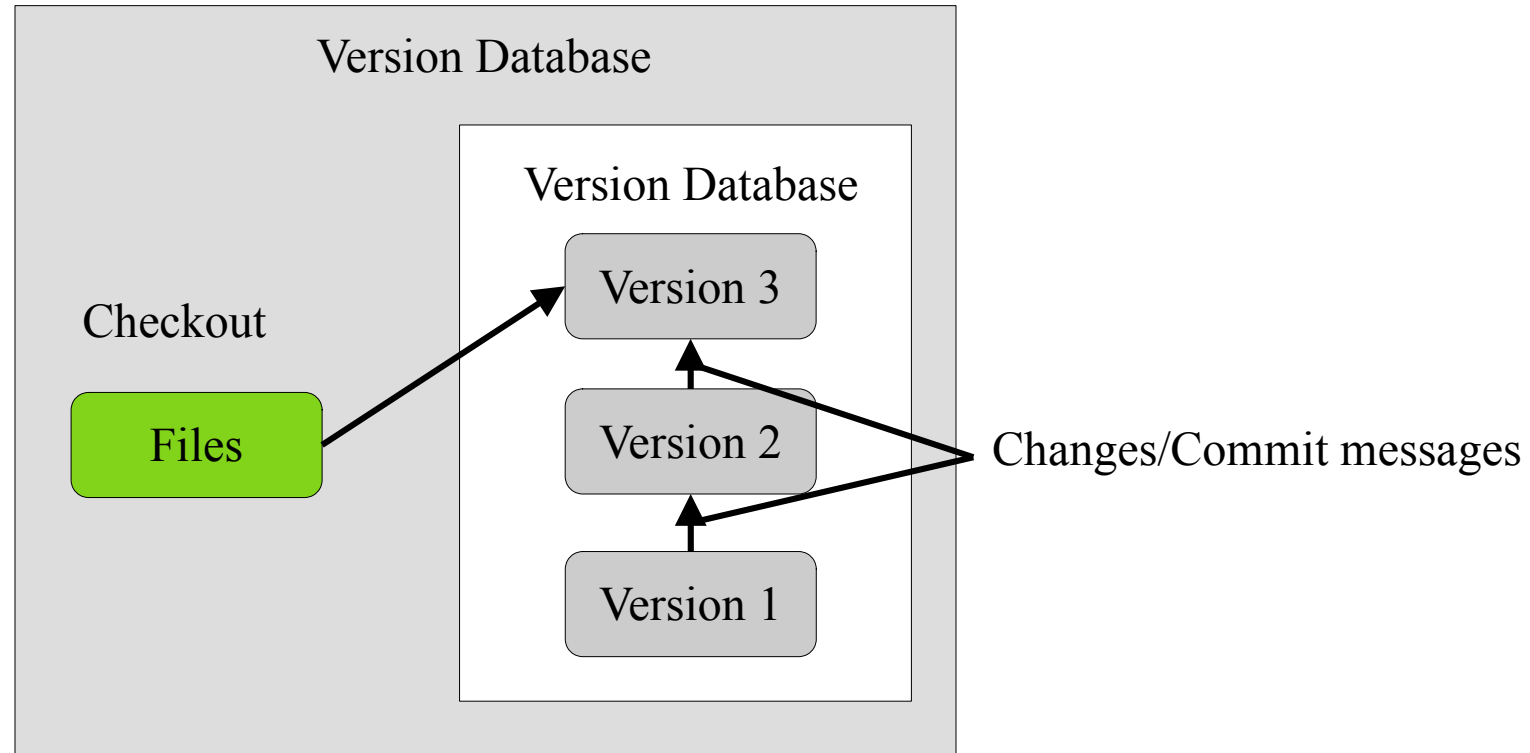 Version Database
Version Database
Version 3
Checkout
Files
Version 2
Changes/Commit messages
Version 1